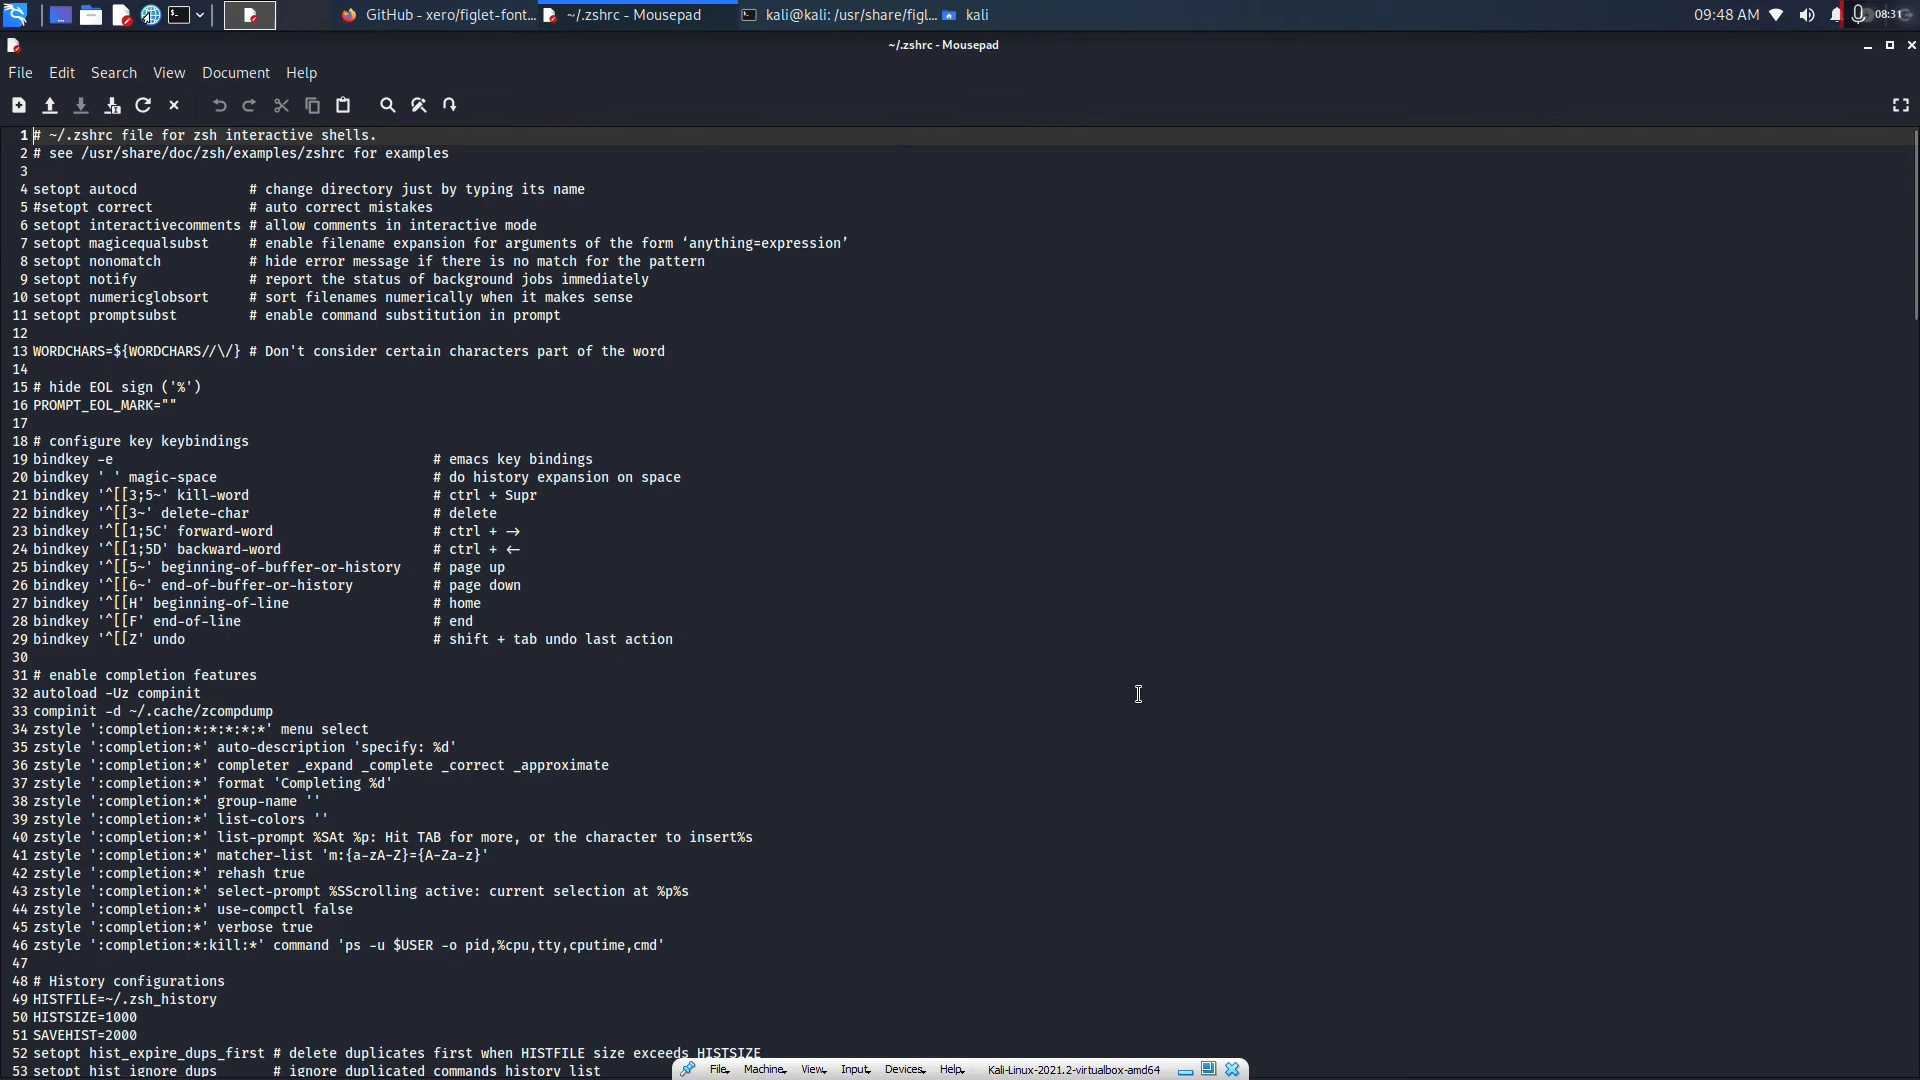 GitHub - xero/figlet-font... ~/.zshrc - Mousepad kali@kali: /usr/share/figl... kali 09:48 AM 08:31
~/.zshrc - Mousepad
File Edit Search View Document Help
1 # ~/.zshrc file for zsh interactive shells.
2 # see /usr/share/doc/zsh/examples/zshrc for examples
3
4 setopt autocd # change directory just by typing its name
5 #setopt correct # auto correct mistakes
6 setopt interactivecomments # allow comments in interactive mode
7 setopt magicequalsubst # enable filename expansion for arguments of the form ‘anything=expression’
8 setopt nonomatch # hide error message if there is no match for the pattern
9 setopt notify # report the status of background jobs immediately
10 setopt numericglobsort # sort filenames numerically when it makes sense
11 setopt promptsubst # enable command substitution in prompt
12
13 WORDCHARS=${WORDCHARS//\/} # Don't consider certain characters part of the word
14
15 # hide EOL sign ('%')
16 PROMPT_EOL_MARK=""
17
18 # configure key keybindings
19 bindkey -e # emacs key bindings
20 bindkey ' ' magic-space # do history expansion on space
21 bindkey '^[[3;5~' kill-word # ctrl + Supr
22 bindkey '^[[3~' delete-char # delete
23 bindkey '^[[1;5C' forward-word # ctrl + →
24 bindkey '^[[1;5D' backward-word # ctrl + ←
25 bindkey '^[[5~' beginning-of-buffer-or-history # page up
26 bindkey '^[[6~' end-of-buffer-or-history # page down
27 bindkey '^[[H' beginning-of-line # home
28 bindkey '^[[F' end-of-line # end
29 bindkey '^[[Z' undo # shift + tab undo last action
30
31 # enable completion features
32 autoload -Uz compinit
33 compinit -d ~/.cache/zcompdump
34 zstyle ':completion:*:*:*:*:*' menu select
35 zstyle ':completion:*' auto-description 'specify: %d'
36 zstyle ':completion:*' completer _expand _complete _correct _approximate
37 zstyle ':completion:*' format 'Completing %d'
38 zstyle ':completion:*' group-name ''
39 zstyle ':completion:*' list-colors ''
40 zstyle ':completion:*' list-prompt %SAt %p: Hit TAB for more, or the character to insert%s
41 zstyle ':completion:*' matcher-list 'm:{a-zA-Z}={A-Za-z}'
42 zstyle ':completion:*' rehash true
43 zstyle ':completion:*' select-prompt %SScrolling active: current selection at %p%s
44 zstyle ':completion:*' use-compctl false
45 zstyle ':completion:*' verbose true
46 zstyle ':completion:*:kill:*' command 'ps -u $USER -o pid,%cpu,tty,cputime,cmd'
47
48 # History configurations
49 HISTFILE=~/.zsh_history
50 HISTSIZE=1000
51 SAVEHIST=2000
52 setopt hist_expire_dups_first # delete duplicates first when HISTFILE size exceeds HISTSIZE
53 setopt hist_ignore_dups # ignore duplicated commands history list
File Machine View Input Devices Help Kali-Linux-2021.2-virtualbox-amd64